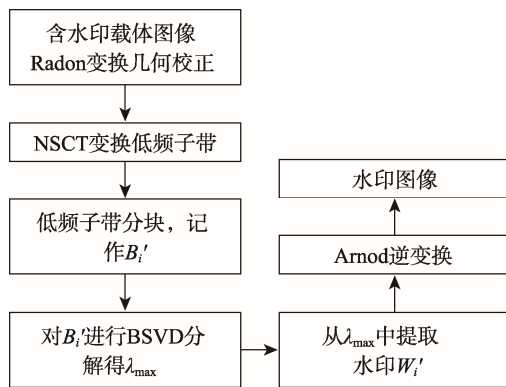 含水印载体图像
Radon变换几何校正
NSCT变换低频子带
低频子带分块，记
作Bi′
对Bi′进行BSVD分
解得λmax
从λmax中提取
水印Wi′
Arnod逆变换
水印图像